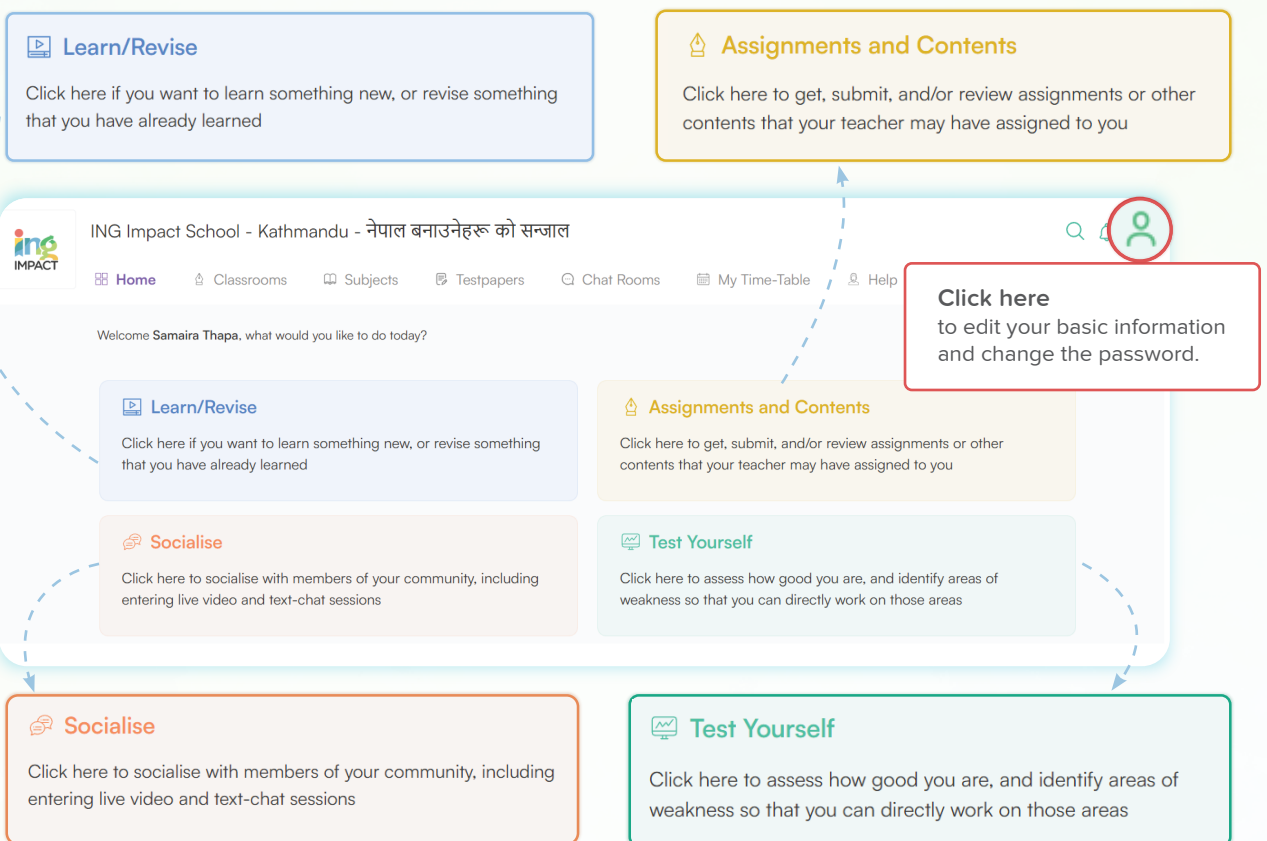 Learn/Revise
Click here if you want to learn something new, or revise something
that you have already learned
Assignments and Contents
Click here to get, submit, and/or review assignments or other
contents that your teacher may have assigned to you
ing
IMPACT
ING Impact School - Kathmandu - नेपाल बनाउनेहरू को सन्जाल
Home Classrooms Subjects Testpapers Chat Rooms My Time-Table Help
Click here
to edit your basic information
and change the password.
Welcome Samaira Thapa, what would you like to do today?
Learn/Revise
Click here if you want to learn something new, or revise something
that you have already learned
Assignments and Contents
Click here to get, submit, and/or review assignments or other
contents that your teacher may have assigned to you
Socialise
Click here to socialise with members of your community, including
entering live video and text-chat sessions
Test Yourself
Click here to assess how good you are, and identify areas of
weakness so that you can directly work on those areas
Socialise
Click here to socialise with members of your community, including
entering live video and text-chat sessions
Test Yourself
Click here to assess how good you are, and identify areas of
weakness so that you can directly work on those areas